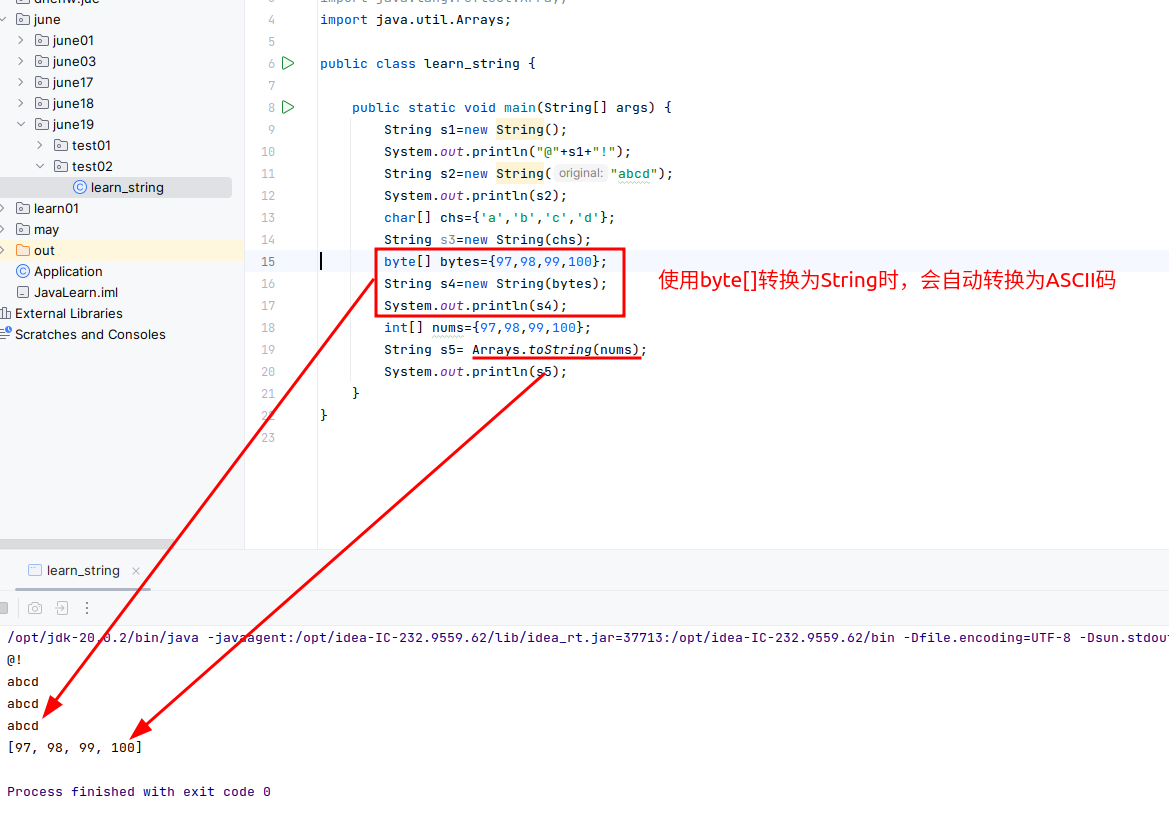 4 import java.util.Arrays;
june
5
june01
june03
6 public class learn_string {
june17
7
june18
8 public static void main(String[] args) {
june19
9 String s1=new String();
test01
10 System.out.println("@"+s1+"!");
test02
11 String s2=new String( original: "abcd");
learn_string
12 System.out.println(s2);
learn01
13 char[] chs={'a','b','c','d'};
may
14 String s3=new String(chs);
out
15 byte[] bytes={97,98,99,100};
Application
16 String s4=new String(bytes);
使用byte[]转换为String时，会自动转换为ASCII码
JavaLearn.iml
17 System.out.println(s4);
External Libraries
18 int[] nums={97,98,99,100};
Scratches and Consoles
19 String s5= Arrays.toString(nums);
20 System.out.println(s5);
21 }
22 }
23
learn_string ×
/opt/jdk-20.0.2/bin/java -javaagent:/opt/idea-IC-232.9559.62/lib/idea_rt.jar=37713:/opt/idea-IC-232.9559.62/bin -Dfile.encoding=UTF-8 -Dsun.stdou
@!
abcd
abcd
abcd
[97, 98, 99, 100]
Process finished with exit code 0